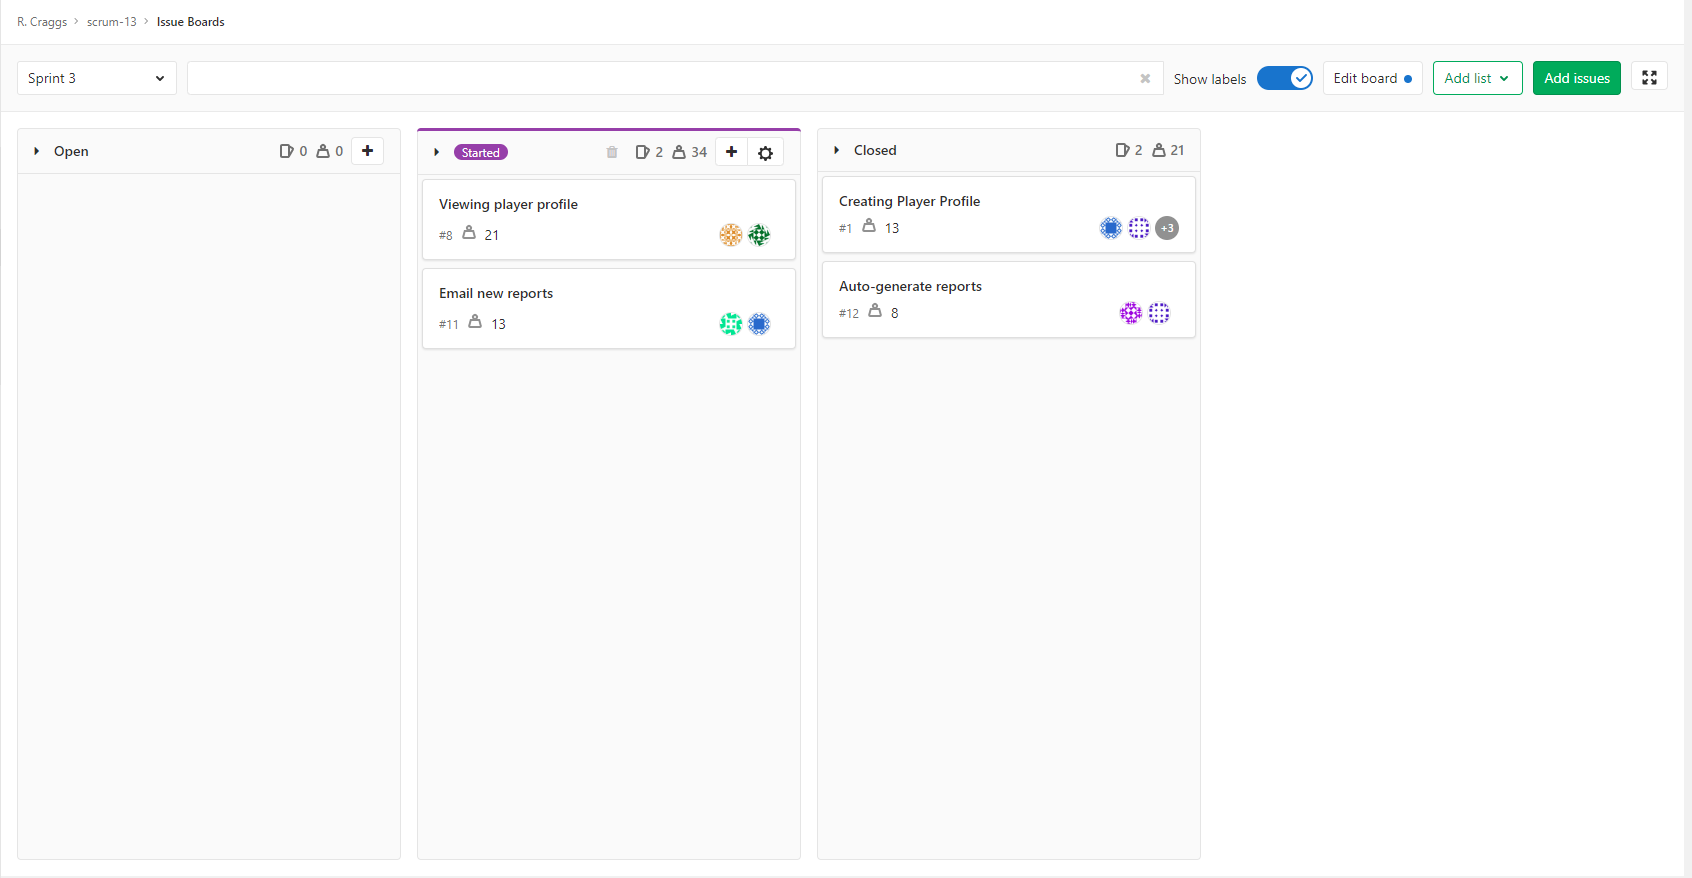 R. Craggs > scrum-13 > Issue Boards
Sprint 3
Show labels
Edit board
Add list
Add issues
Open 0 0
Started 2 34
Viewing player profile
#8 21
Email new reports
#11 13
Closed 2 21
Creating Player Profile
#1 13 +3
Auto-generate reports
#12 8